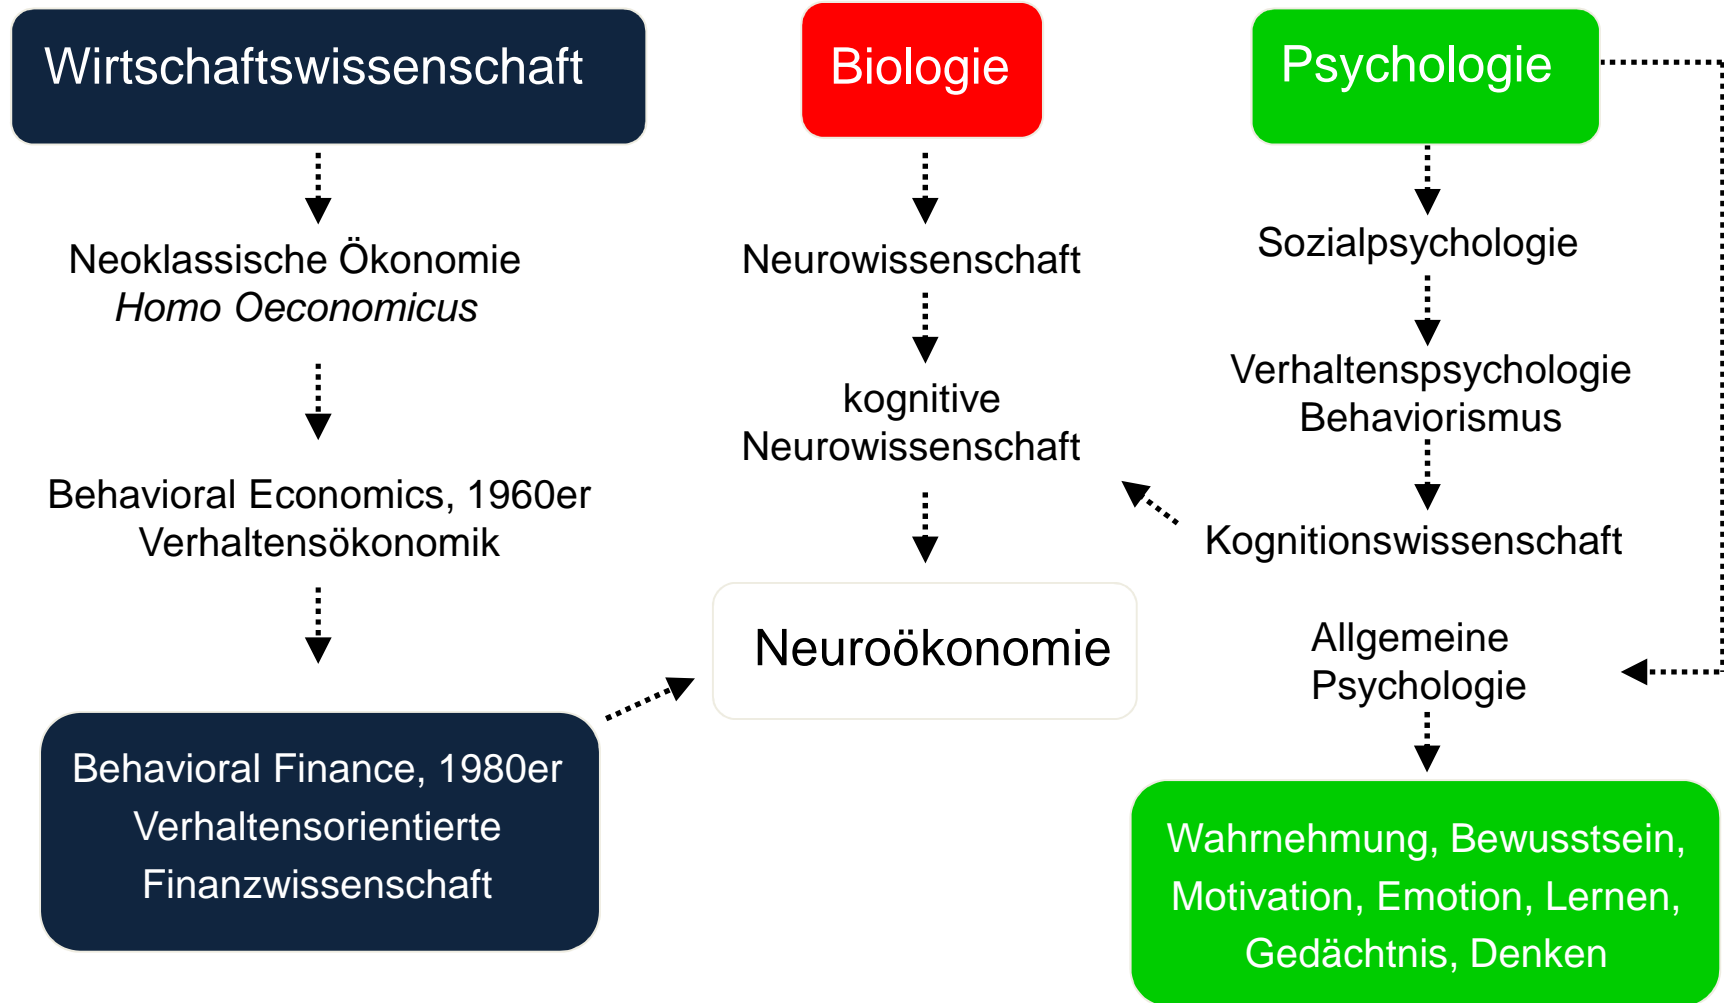 Wirtschaftswissenschaft
Neoklassische Ökonomie
Homo Oeconomicus
Behavioral Economics, 1960er
Verhaltensökonomik
Behavioral Finance, 1980er
Verhaltensorientierte
Finanzwissenschaft
Biologie
Neurowissenschaft
kognitive
Neurowissenschaft
Neuroökonomie
Psychologie
Sozialpsychologie
Verhaltenspsychologie
Behaviorismus
Kognitionswissenschaft
Allgemeine
Psychologie
Wahrnehmung, Bewusstsein,
Motivation, Emotion, Lernen,
Gedächtnis, Denken